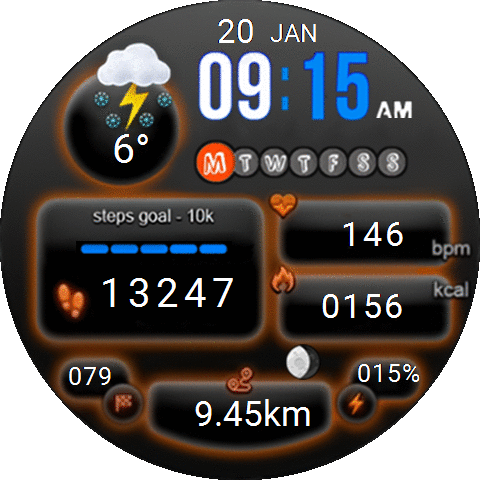 20 JAN
09:15 AM
6°
M T W T F S S
steps goal - 10k
13247
146 bpm
0156 kcal
079
015%
9.45km